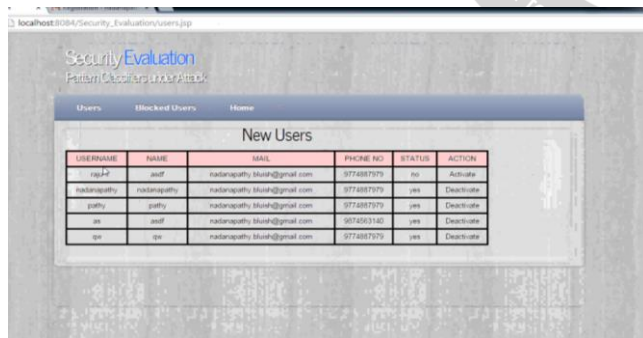 localhost:8084/Security_Evaluation/users.jsp
Security Evaluation
Pattern Classifiers under Attack
Users Blocked Users Home
New Users
USERNAME NAME MAIL PHONE NO STATUS ACTION
asdf nadanapathy.bluish@gmail.com 9774887979 no Activate
nadanapathy nadanapathy nadanapathy.bluish@gmail.com 9774887979 yes Deactivate
pathy pathy nadanapathy.bluish@gmail.com 9774887979 yes Deactivate
as asdf nadanapathy.bluish@gmail.com 9874563140 yes Deactivate
qw qw nadanapathy.bluish@gmail.com 9774887979 yes Deactivate